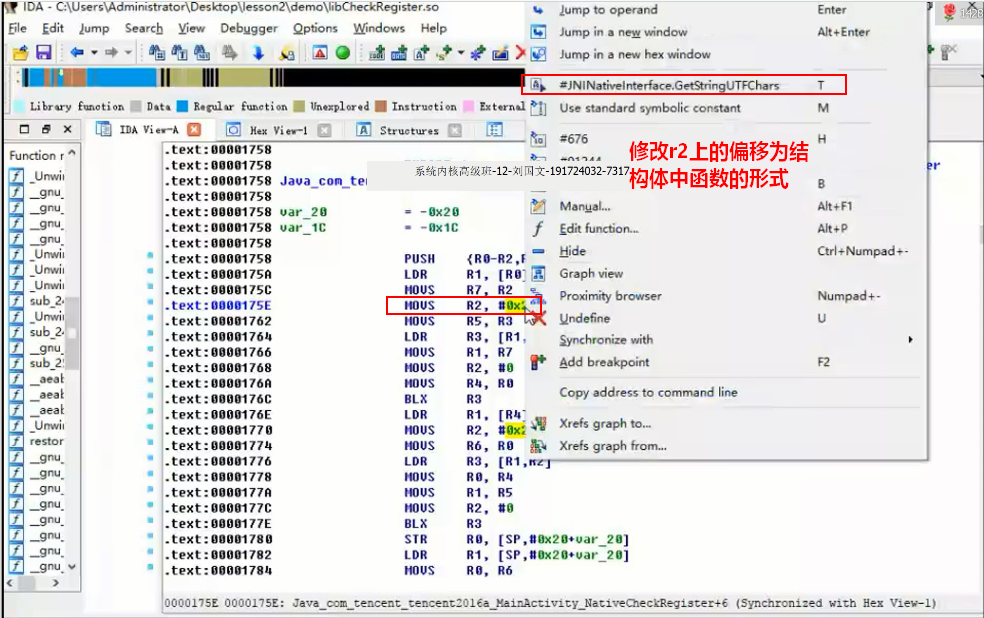 IDA - C:\Users\Administrator\Desktop\lesson2\demo\libCheckRegister.so
1428
File Edit Jump Search View Debugger Options Windows Help
Library function Data Regular function Unexplored Instruction External
IDA View-A Hex View-1 Structures
Function n
_Unwi
__gnu_
__gnu_
__gnu_
__gnu_
_Unwi
_Unwi
__gnu_
sub_24
_Unwi
sub_24
__gnu_
sub_25
__aeab
__aeab
__aeab
_Unwi
restor
__gnu_
__gnu_
__gnu_
__gnu_
__gnu_
__gnu_
__gnu_
.text:00001758
.text:00001758
.text:00001758 Java_com_ten
.text:00001758
.text:00001758 var_20 = -0x20
.text:00001758 var_1C = -0x1C
.text:00001758
.text:00001758 PUSH {R0-R2,R
.text:0000175A LDR R1, [R0]
.text:0000175C MOVS R7, R2
.text:0000175E MOVS R2, #0x2
.text:00001762 MOVS R5, R3
.text:00001764 LDR R3, [R1,
.text:00001766 MOVS R1, R7
.text:00001768 MOVS R2, #0
.text:0000176A MOVS R4, R0
.text:0000176C BLX R3
.text:0000176E LDR R1, [R4]
.text:00001770 MOVS R2, #0x2
.text:00001774 MOVS R6, R0
.text:00001776 LDR R3, [R1,R2]
.text:00001778 MOVS R0, R4
.text:0000177A MOVS R1, R5
.text:0000177C MOVS R2, #0
.text:0000177E BLX R3
.text:00001780 STR R0, [SP,#0x20+var_20]
.text:00001782 LDR R1, [SP,#0x20+var_20]
.text:00001784 MOVS R0, R6
0000175E 0000175E: Java_com_tencent_tencent2016a_MainActivity_NativeCheckRegister+6 (Synchronized with Hex View-1)
系统内核高级班-12-刘国文-191724032-7317
Jump to operand Enter
Jump in a new window Alt+Enter
Jump in a new hex window
#JNINativeInterface.GetStringUTFChars T
Use standard symbolic constant M
#676 H
B
Manual... Alt+F1
Edit function... Alt+P
Hide Ctrl+Numpad+-
Graph view
Proximity browser Numpad+-
Undefine U
Synchronize with
Add breakpoint F2
Copy address to command line
Xrefs graph to...
Xrefs graph from...
修改r2上的偏移为结
构体中函数的形式
er